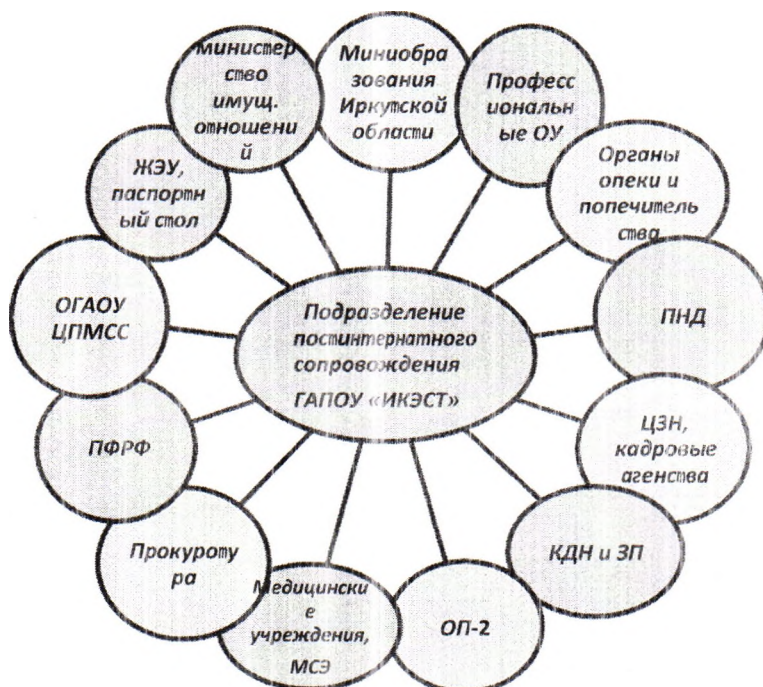 Министер
ство
имущ.
отношени
й
Миниобра
зования
Иркутской
области
Професс
иональн
ые ОУ
Органы
опеки и
попечитель
ства
ПНД
ЦЗН,
кадровые
агенства
КДН и ЗП
ОП-2
Медицински
е
учреждения,
МСЭ
Прокурату
ра
ПФРФ
ОГАОУ
ЦПМСС
ЖЭУ,
паспортн
ый стол
Подразделение
постинтернатного
сопровождения
ГАПОУ «ИКЭСТ»